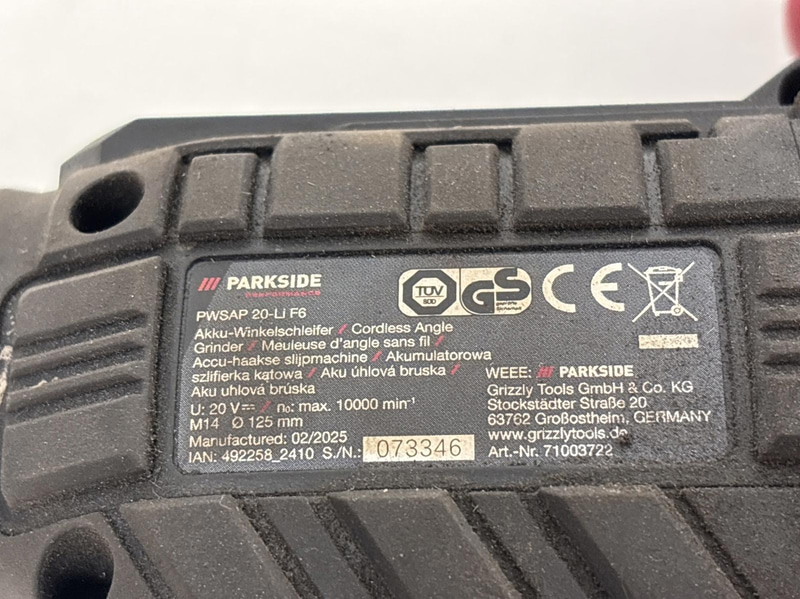 PARKSIDE
PERFORMANCE
PWSAP 20-Li F6
Akku-Winkelschleifer / Cordless Angle
Grinder / Meuleuse d'angle sans fil /
Accu-haakse slijpmachine / Akumulatorowa
szlifierka kątowa / Aku úhlová bruska /
Aku uhlová brúska
U: 20 V⎓ / n₀: max. 10000 min⁻¹
M14 Ø 125 mm
Manufactured: 02/2025
IAN: 492258_2410 S./N.: 073346
TÜV
SÜD
GS
geprüfte
Sicherheit
CE
WEEE: PARKSIDE
Grizzly Tools GmbH & Co. KG
Stockstädter Straße 20
63762 Großostheim, GERMANY
www.grizzlytools.de
Art.-Nr. 71003722